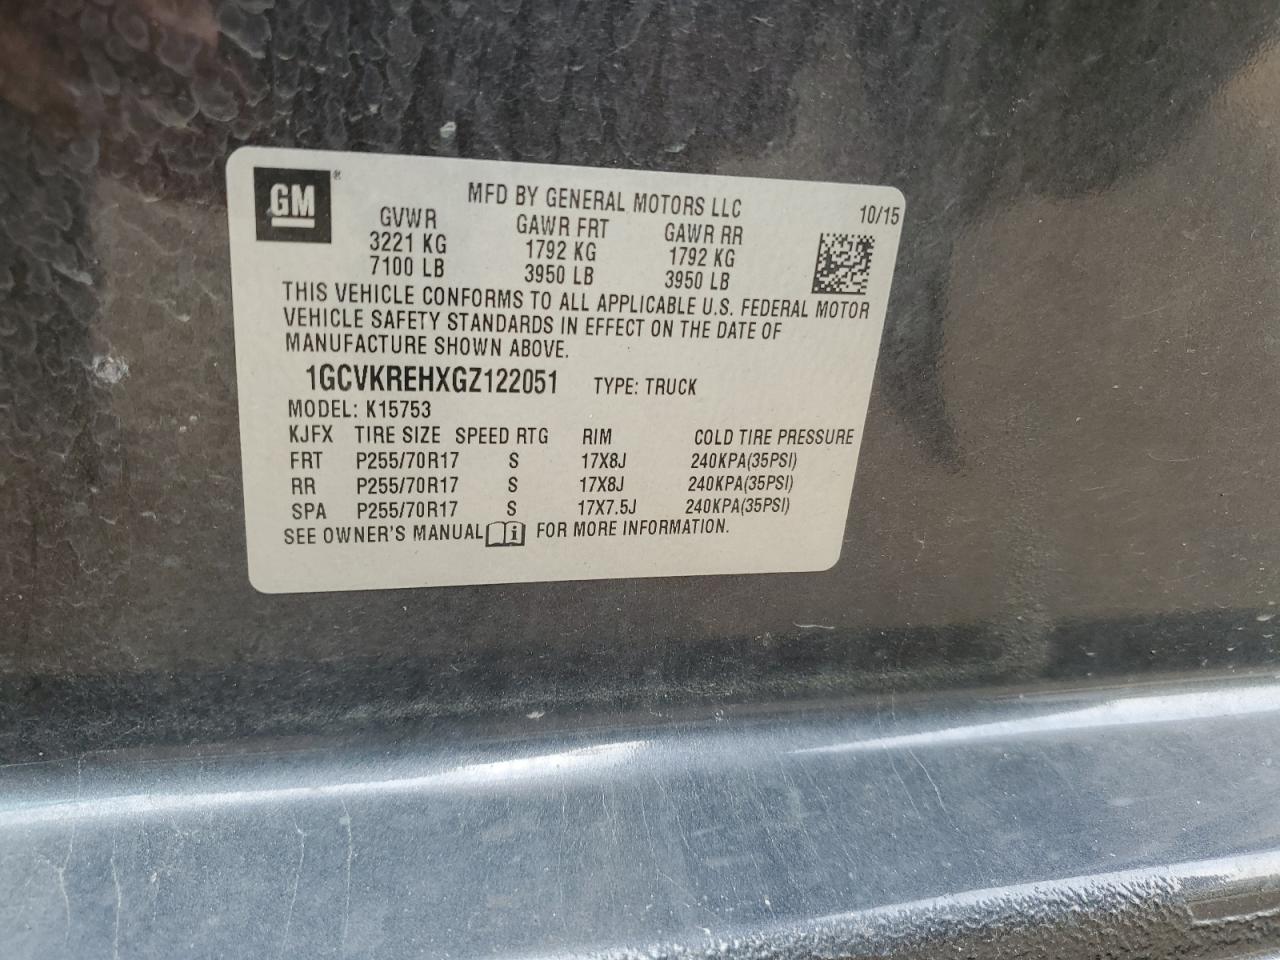 GM®
MFD BY GENERAL MOTORS LLC 10/15
GVWR GAWR FRT GAWR RR
3221 KG 1792 KG 1792 KG
7100 LB 3950 LB 3950 LB
THIS VEHICLE CONFORMS TO ALL APPLICABLE U.S. FEDERAL MOTOR
VEHICLE SAFETY STANDARDS IN EFFECT ON THE DATE OF
MANUFACTURE SHOWN ABOVE.
1GCVKREHXGZ122051 TYPE: TRUCK
MODEL: K15753
KJFX TIRE SIZE SPEED RTG RIM COLD TIRE PRESSURE
FRT P255/70R17 S 17X8J 240KPA(35PSI)
RR P255/70R17 S 17X8J 240KPA(35PSI)
SPA P255/70R17 S 17X7.5J 240KPA(35PSI)
SEE OWNER'S MANUAL i FOR MORE INFORMATION.